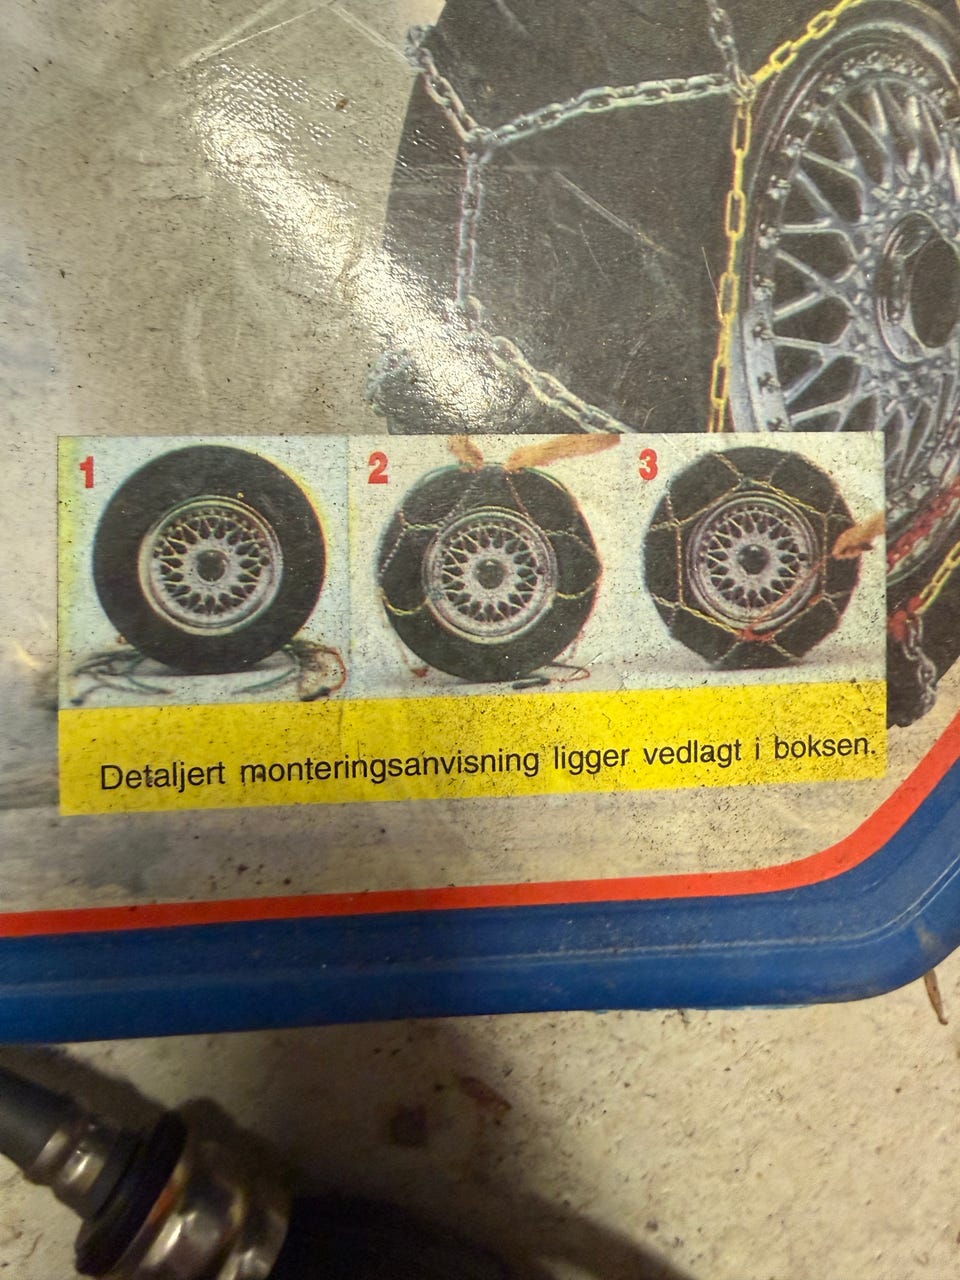 1 2 3
Detaljert monteringsanvisning ligger vedlagt i boksen.